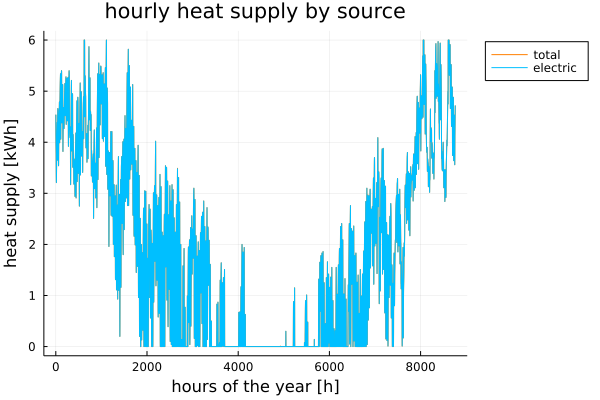 hourly heat supply by source
total
electric
heat supply [kWh]
6
5
4
3
2
1
0
0 2000 4000 6000 8000
hours of the year [h]